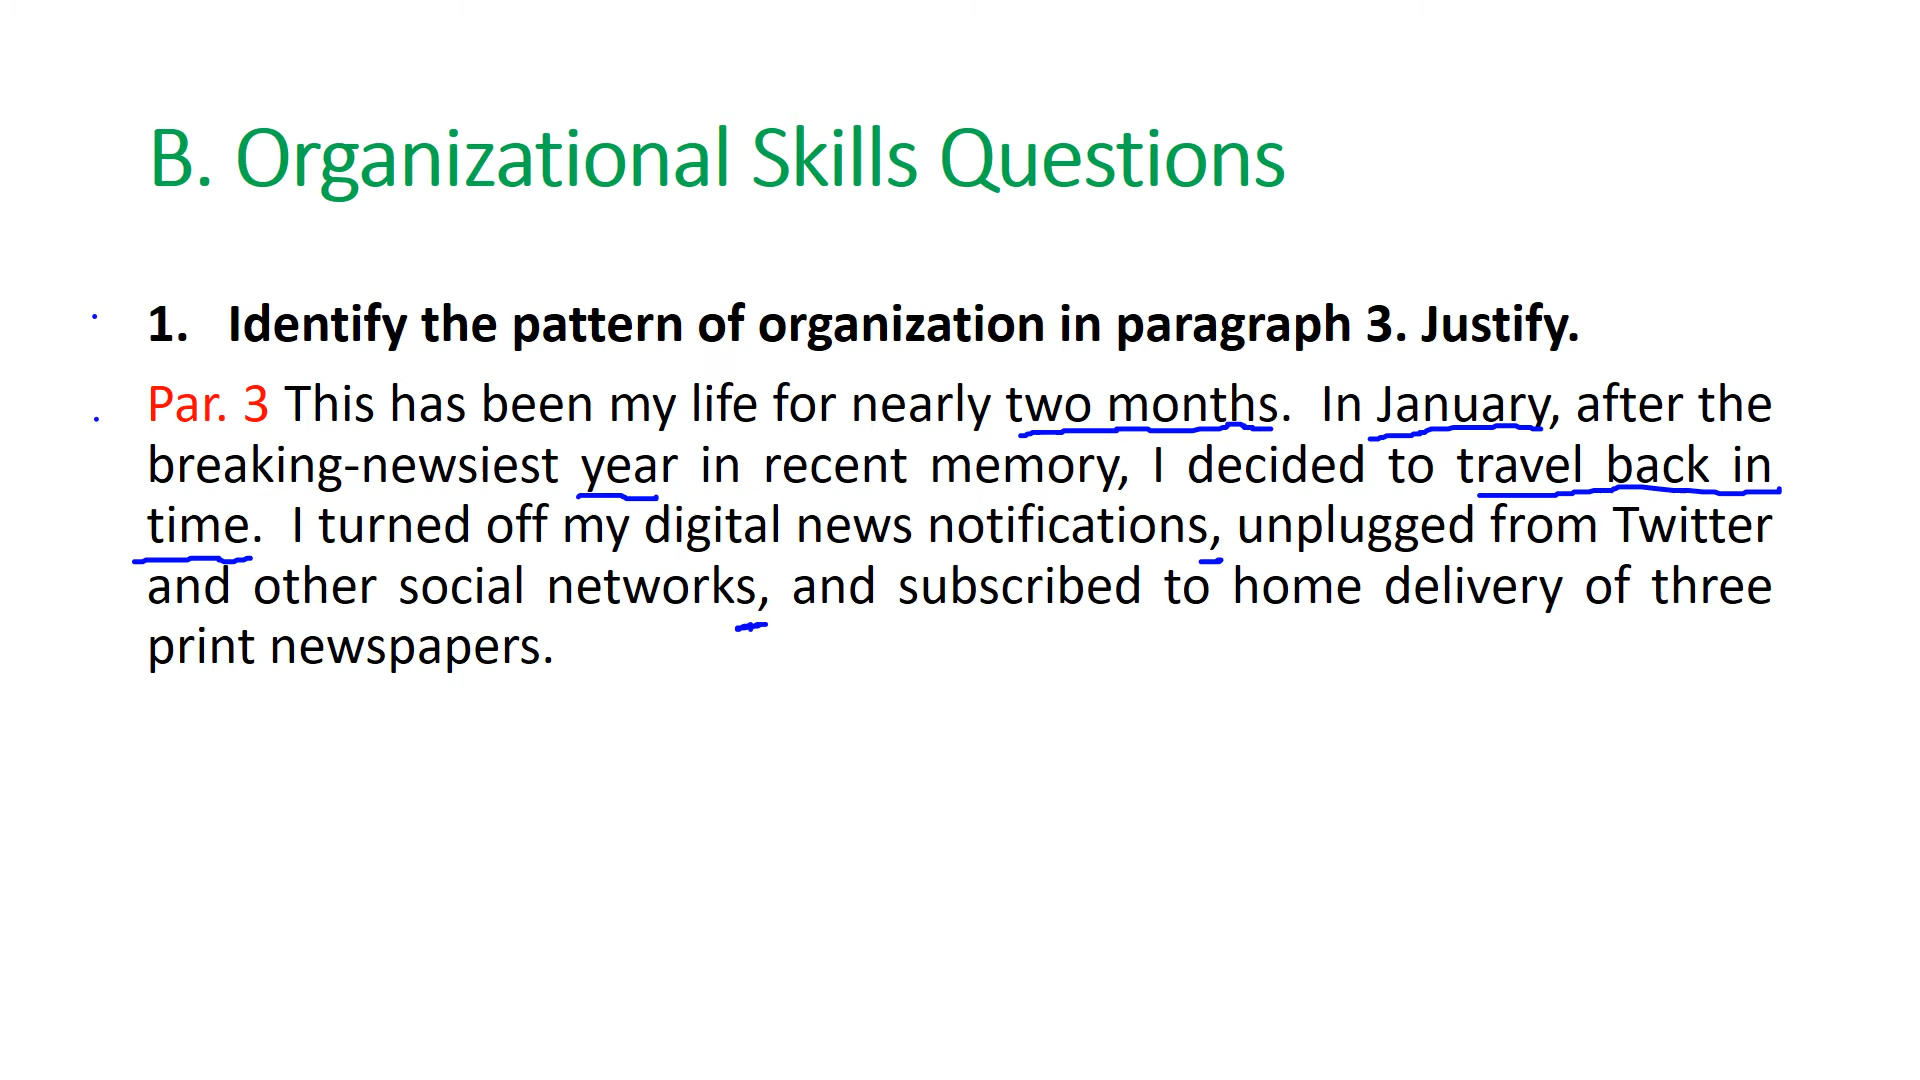 B. Organizational Skills Questions
1. Identify the pattern of organization in paragraph 3. Justify.
Par. 3 This has been my life for nearly two months. In January, after the
breaking-newsiest year in recent memory, I decided to travel back in
time. I turned off my digital news notifications, unplugged from Twitter
and other social networks, and subscribed to home delivery of three
print newspapers.